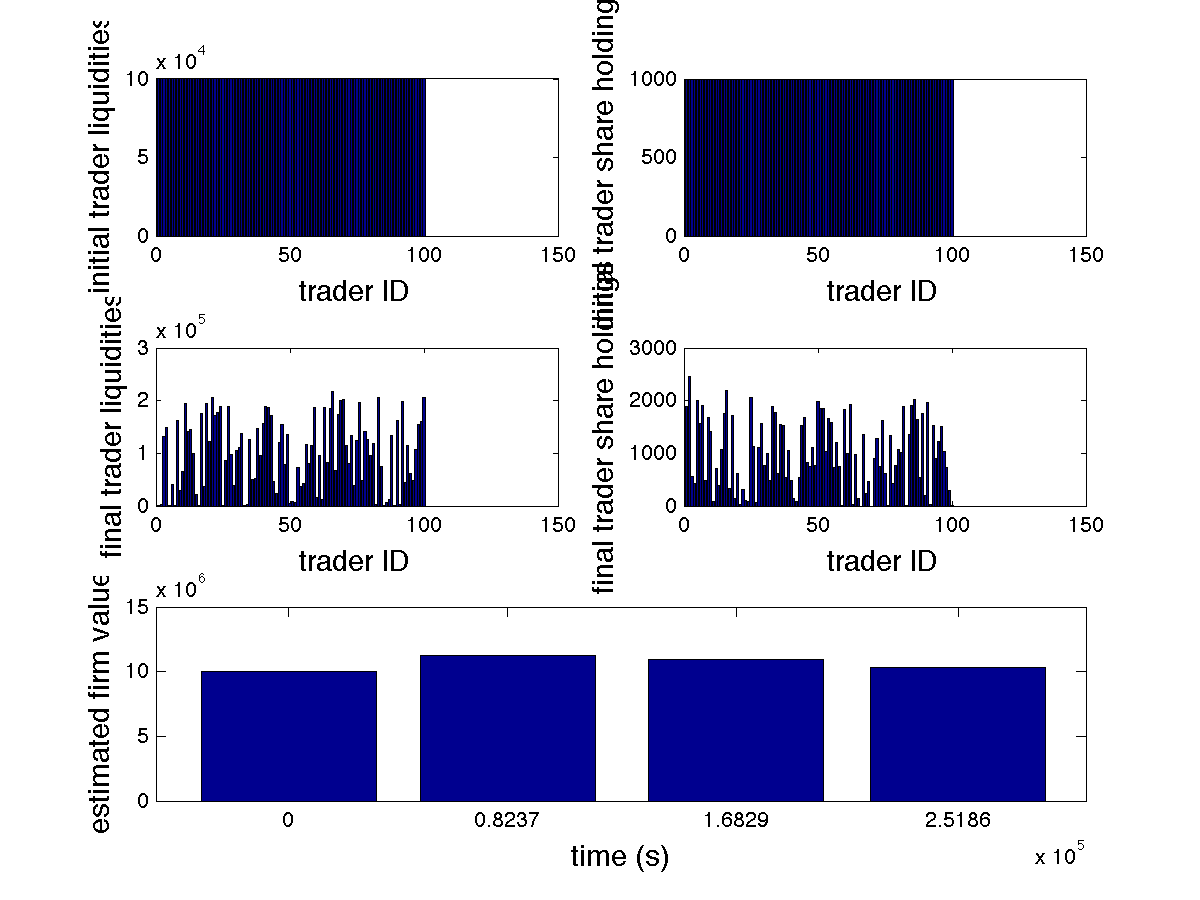 x 10^4
10
5
0
0 50 100 150
initial trader liquidities
trader ID
1000
500
0
0 50 100 150
trader share holdings
trader ID
x 10^5
3
2
1
0
0 50 100 150
final trader liquidities
trader ID
3000
2000
1000
0
0 50 100 150
final trader share holdings
trader ID
x 10^6
15
10
5
0
0 0.8237 1.6829 2.5186
estimated firm value
time (s)
x 10^5